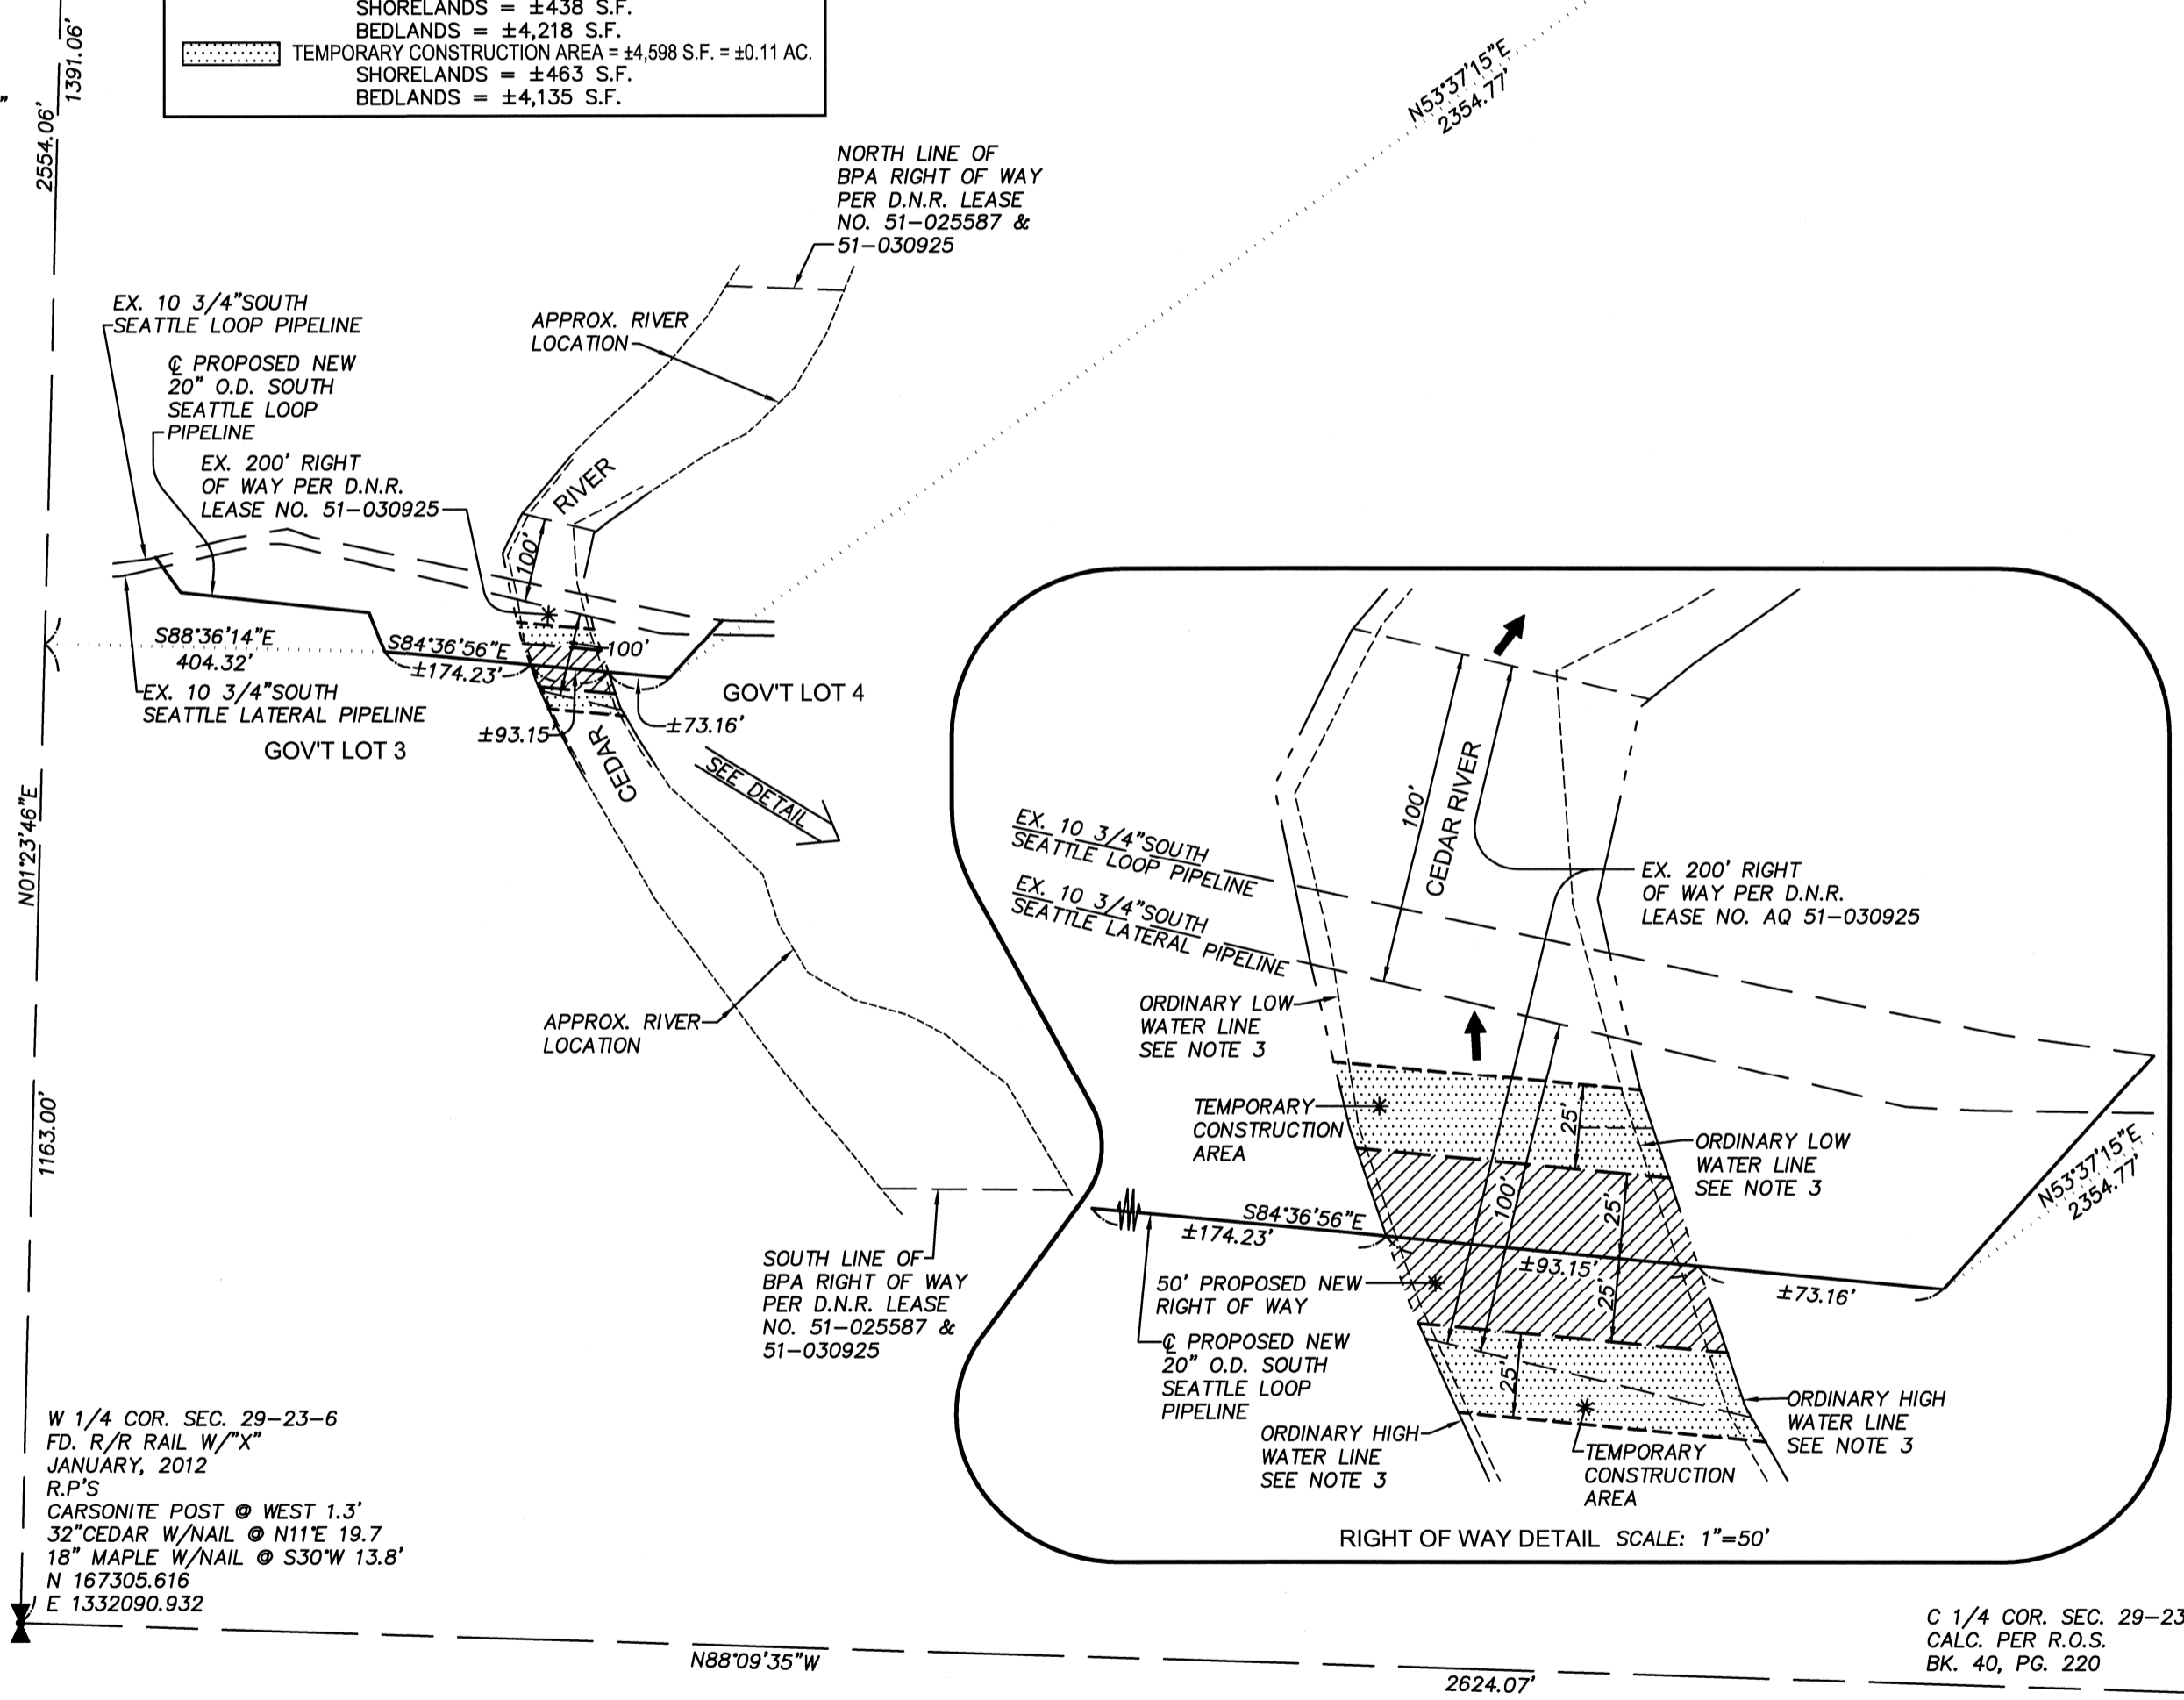 SHORELANDS = ±438 S.F.
BEDLANDS = ±4,218 S.F.
TEMPORARY CONSTRUCTION AREA = ±4,598 S.F. = ±0.11 AC.
SHORELANDS = ±463 S.F.
BEDLANDS = ±4,135 S.F.
1391.06'
2554.06'
"
N53°37'15"E
2354.77'
NORTH LINE OF
BPA RIGHT OF WAY
PER D.N.R. LEASE
NO. 51-025587 &
51-030925
EX. 10 3/4"SOUTH
SEATTLE LOOP PIPELINE
APPROX. RIVER
LOCATION
℄ PROPOSED NEW
20" O.D. SOUTH
SEATTLE LOOP
PIPELINE
EX. 200' RIGHT
OF WAY PER D.N.R.
LEASE NO. 51-030925
RIVER
100'
S88°36'14"E
404.32'
S84°36'56"E
±174.23'
100'
EX. 10 3/4"SOUTH
SEATTLE LATERAL PIPELINE
GOV'T LOT 3
GOV'T LOT 4
±93.15'
±73.16'
CEDAR
SEE DETAIL
N01°23'46"E
1163.00'
APPROX. RIVER
LOCATION
SOUTH LINE OF
BPA RIGHT OF WAY
PER D.N.R. LEASE
NO. 51-025587 &
51-030925
100'
CEDAR RIVER
EX. 10 3/4"SOUTH
SEATTLE LOOP PIPELINE
EX. 10 3/4"SOUTH
SEATTLE LATERAL PIPELINE
EX. 200' RIGHT
OF WAY PER D.N.R.
LEASE NO. AQ 51-030925
ORDINARY LOW
WATER LINE
SEE NOTE 3
TEMPORARY
CONSTRUCTION
AREA
25'
ORDINARY LOW
WATER LINE
SEE NOTE 3
N53°37'15"E
2354.77'
100'
25'
S84°36'56"E
±174.23'
±93.15'
25'
±73.16'
50' PROPOSED NEW
RIGHT OF WAY
℄ PROPOSED NEW
20" O.D. SOUTH
SEATTLE LOOP
PIPELINE
25'
ORDINARY HIGH
WATER LINE
SEE NOTE 3
ORDINARY HIGH
WATER LINE
SEE NOTE 3
TEMPORARY
CONSTRUCTION
AREA
RIGHT OF WAY DETAIL SCALE: 1"=50'
W 1/4 COR. SEC. 29-23-6
FD. R/R RAIL W/"X"
JANUARY, 2012
R.P'S
CARSONITE POST @ WEST 1.3'
32"CEDAR W/NAIL @ N11°E 19.7
18" MAPLE W/NAIL @ S30°W 13.8'
N 167305.616
E 1332090.932
N88°09'35"W
2624.07'
C 1/4 COR. SEC. 29-23
CALC. PER R.O.S.
BK. 40, PG. 220